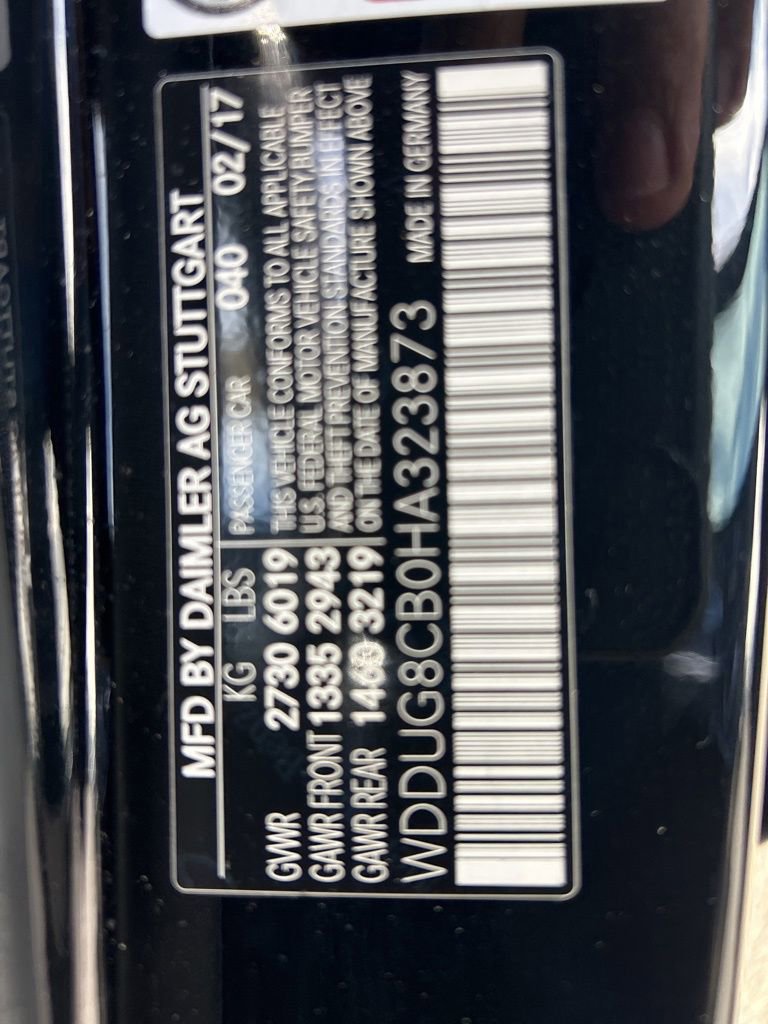 MFD BY DAIMLER AG STUTTGART
KG LBS
GVWR 2730 6019
GAWR FRONT 1335 2943
GAWR REAR 1460 3219
PASSENGER CAR 040 02/17
THIS VEHICLE CONFORMS TO ALL APPLICABLE
U.S. FEDERAL MOTOR VEHICLE SAFETY BUMPER
AND THEFT PREVENTION STANDARDS IN EFFECT
ON THE DATE OF MANUFACTURE SHOWN ABOVE
WDDUG8CB0HA323873 MADE IN GERMANY